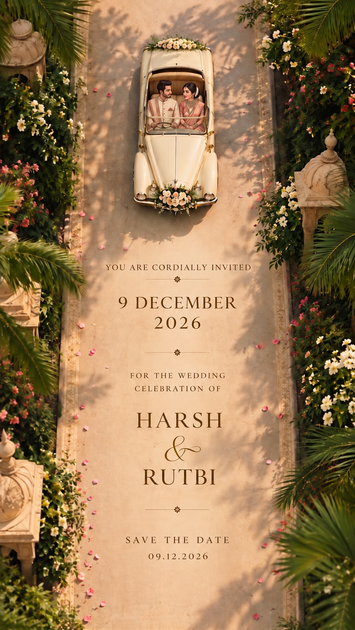 YOU ARE CORDIALLY INVITED
9 DECEMBER
2026
FOR THE WEDDING
CELEBRATION OF
HARSH
&
RUTBI
SAVE THE DATE
09.12.2026